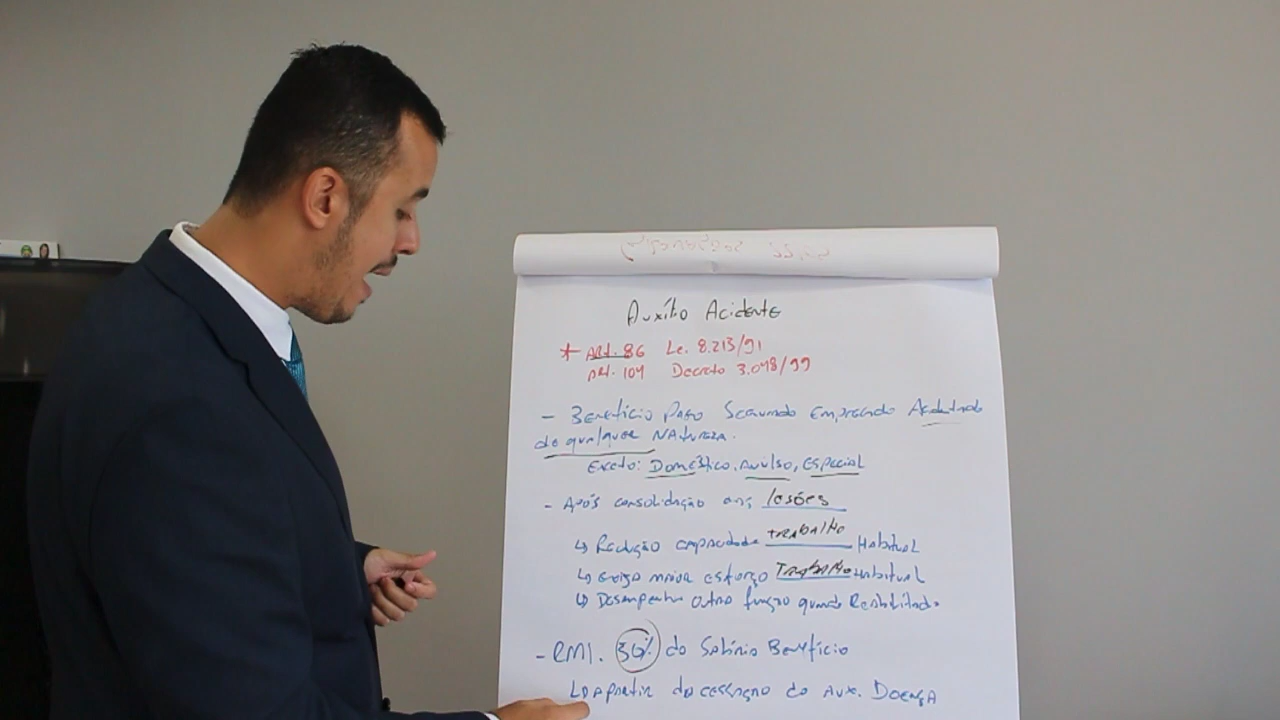 Auxílio Acidente
* Art. 86 Le. 8.213/91
Art. 104 Decreto 3.048/99
- Benefício Pago Segurado Empregado Acidentado
de qualquer Natureza.
Exceto: Doméstico, Avulso, Especial
- Após consolidação das lesões
↳ Redução capacidade TRABALHO Habitual
↳ exija maior esforço TRABALHO Habitual
↳ Desempenho outra função quando Reabilitado
- RMI. 50% do Salário Benefício
↳ a partir da cessação do Aux. Doença